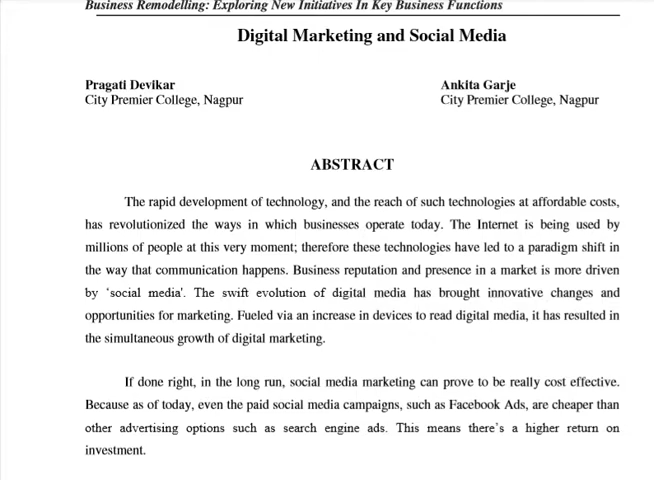 Business Remodelling: Exploring New Initiatives In Key Business Functions
Digital Marketing and Social Media
Pragati Devikar
City Premier College, Nagpur
Ankita Garje
City Premier College, Nagpur
ABSTRACT
The rapid development of technology, and the reach of such technologies at affordable costs,
has revolutionized the ways in which businesses operate today. The Internet is being used by
millions of people at this very moment; therefore these technologies have led to a paradigm shift in
the way that communication happens. Business reputation and presence in a market is more driven
by ‘social media'. The swift evolution of digital media has brought innovative changes and
opportunities for marketing. Fueled via an increase in devices to read digital media, it has resulted in
the simultaneous growth of digital marketing.
If done right, in the long run, social media marketing can prove to be really cost effective.
Because as of today, even the paid social media campaigns, such as Facebook Ads, are cheaper than
other advertising options such as search engine ads. This means there’s a higher return on
investment.